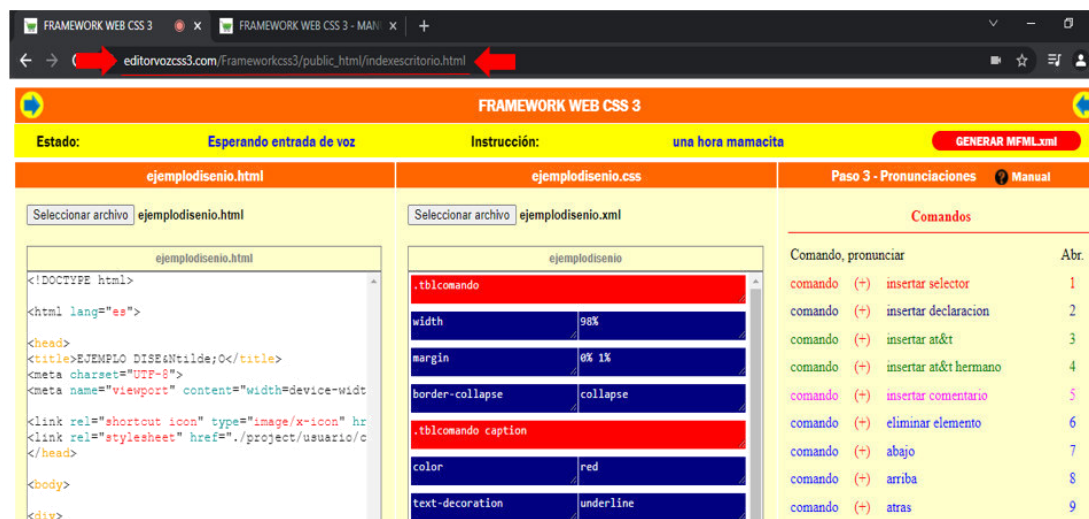 FRAMEWORK WEB CSS 3
FRAMEWORK WEB CSS 3 - MAN
editorvozcss3.com/Frameworkcss3/public_html/indexescritorio.html
FRAMEWORK WEB CSS 3
Estado: Esperando entrada de voz Instrucción: una hora mamacita GENERAR MFML.xml
ejemplodisenio.html
Seleccionar archivo ejemplodisenio.html
ejemplodisenio.html
<!DOCTYPE html>
<html lang="es">
<head>
<title>EJEMPLO DISE&Ntilde;O</title>
<meta charset="UTF-8">
<meta name="viewport" content="width=device-widt
<link rel="shortcut icon" type="image/x-icon" hr
<link rel="stylesheet" href="./project/usuario/c
</head>
<body>
<div>
ejemplodisenio.css
Seleccionar archivo ejemplodisenio.xml
ejemplodisenio
.tblcomando
width 98%
margin 0% 1%
border-collapse collapse
.tblcomando caption
color red
text-decoration underline
Paso 3 - Pronunciaciones ? Manual
Comandos
Comando, pronunciar Abr.
comando (+) insertar selector 1
comando (+) insertar declaracion 2
comando (+) insertar at&t 3
comando (+) insertar at&t hermano 4
comando (+) insertar comentario 5
comando (+) eliminar elemento 6
comando (+) abajo 7
comando (+) arriba 8
comando (+) atras 9